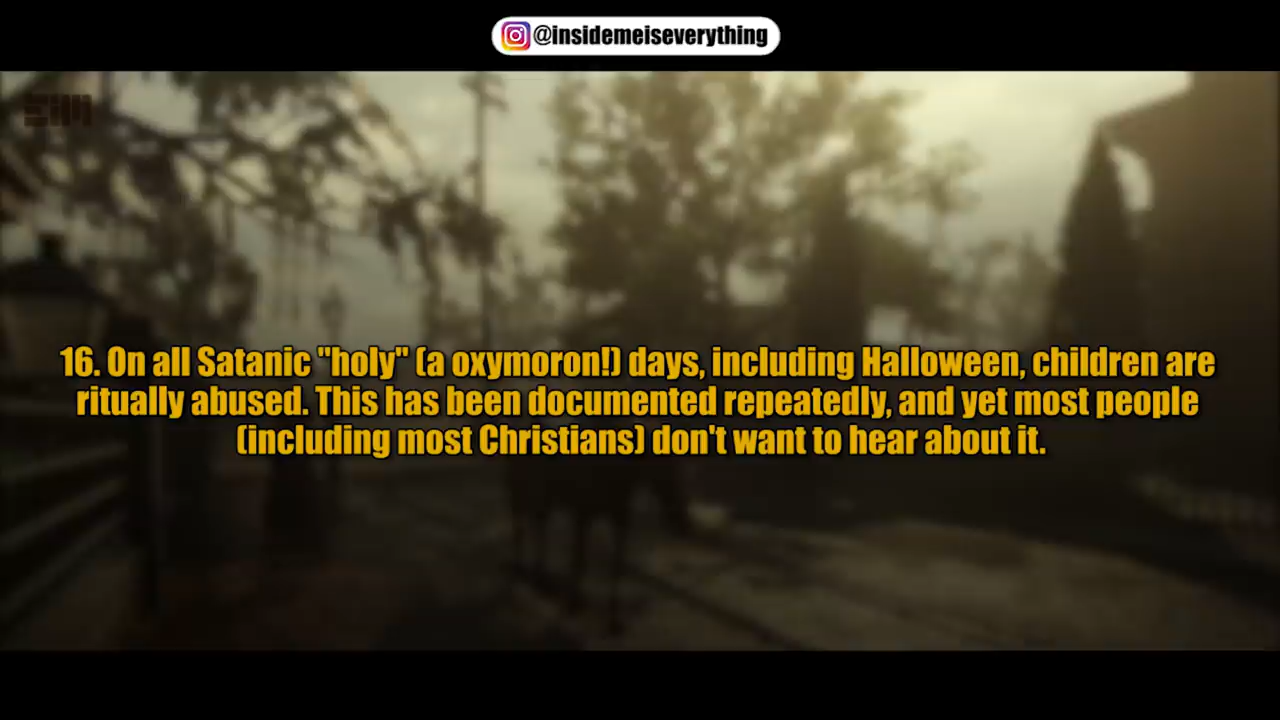 @insidemeiseverything
16. On all Satanic "holy" (a oxymoron!) days, including Halloween, children are
ritually abused. This has been documented repeatedly, and yet most people
(including most Christians) don't want to hear about it.